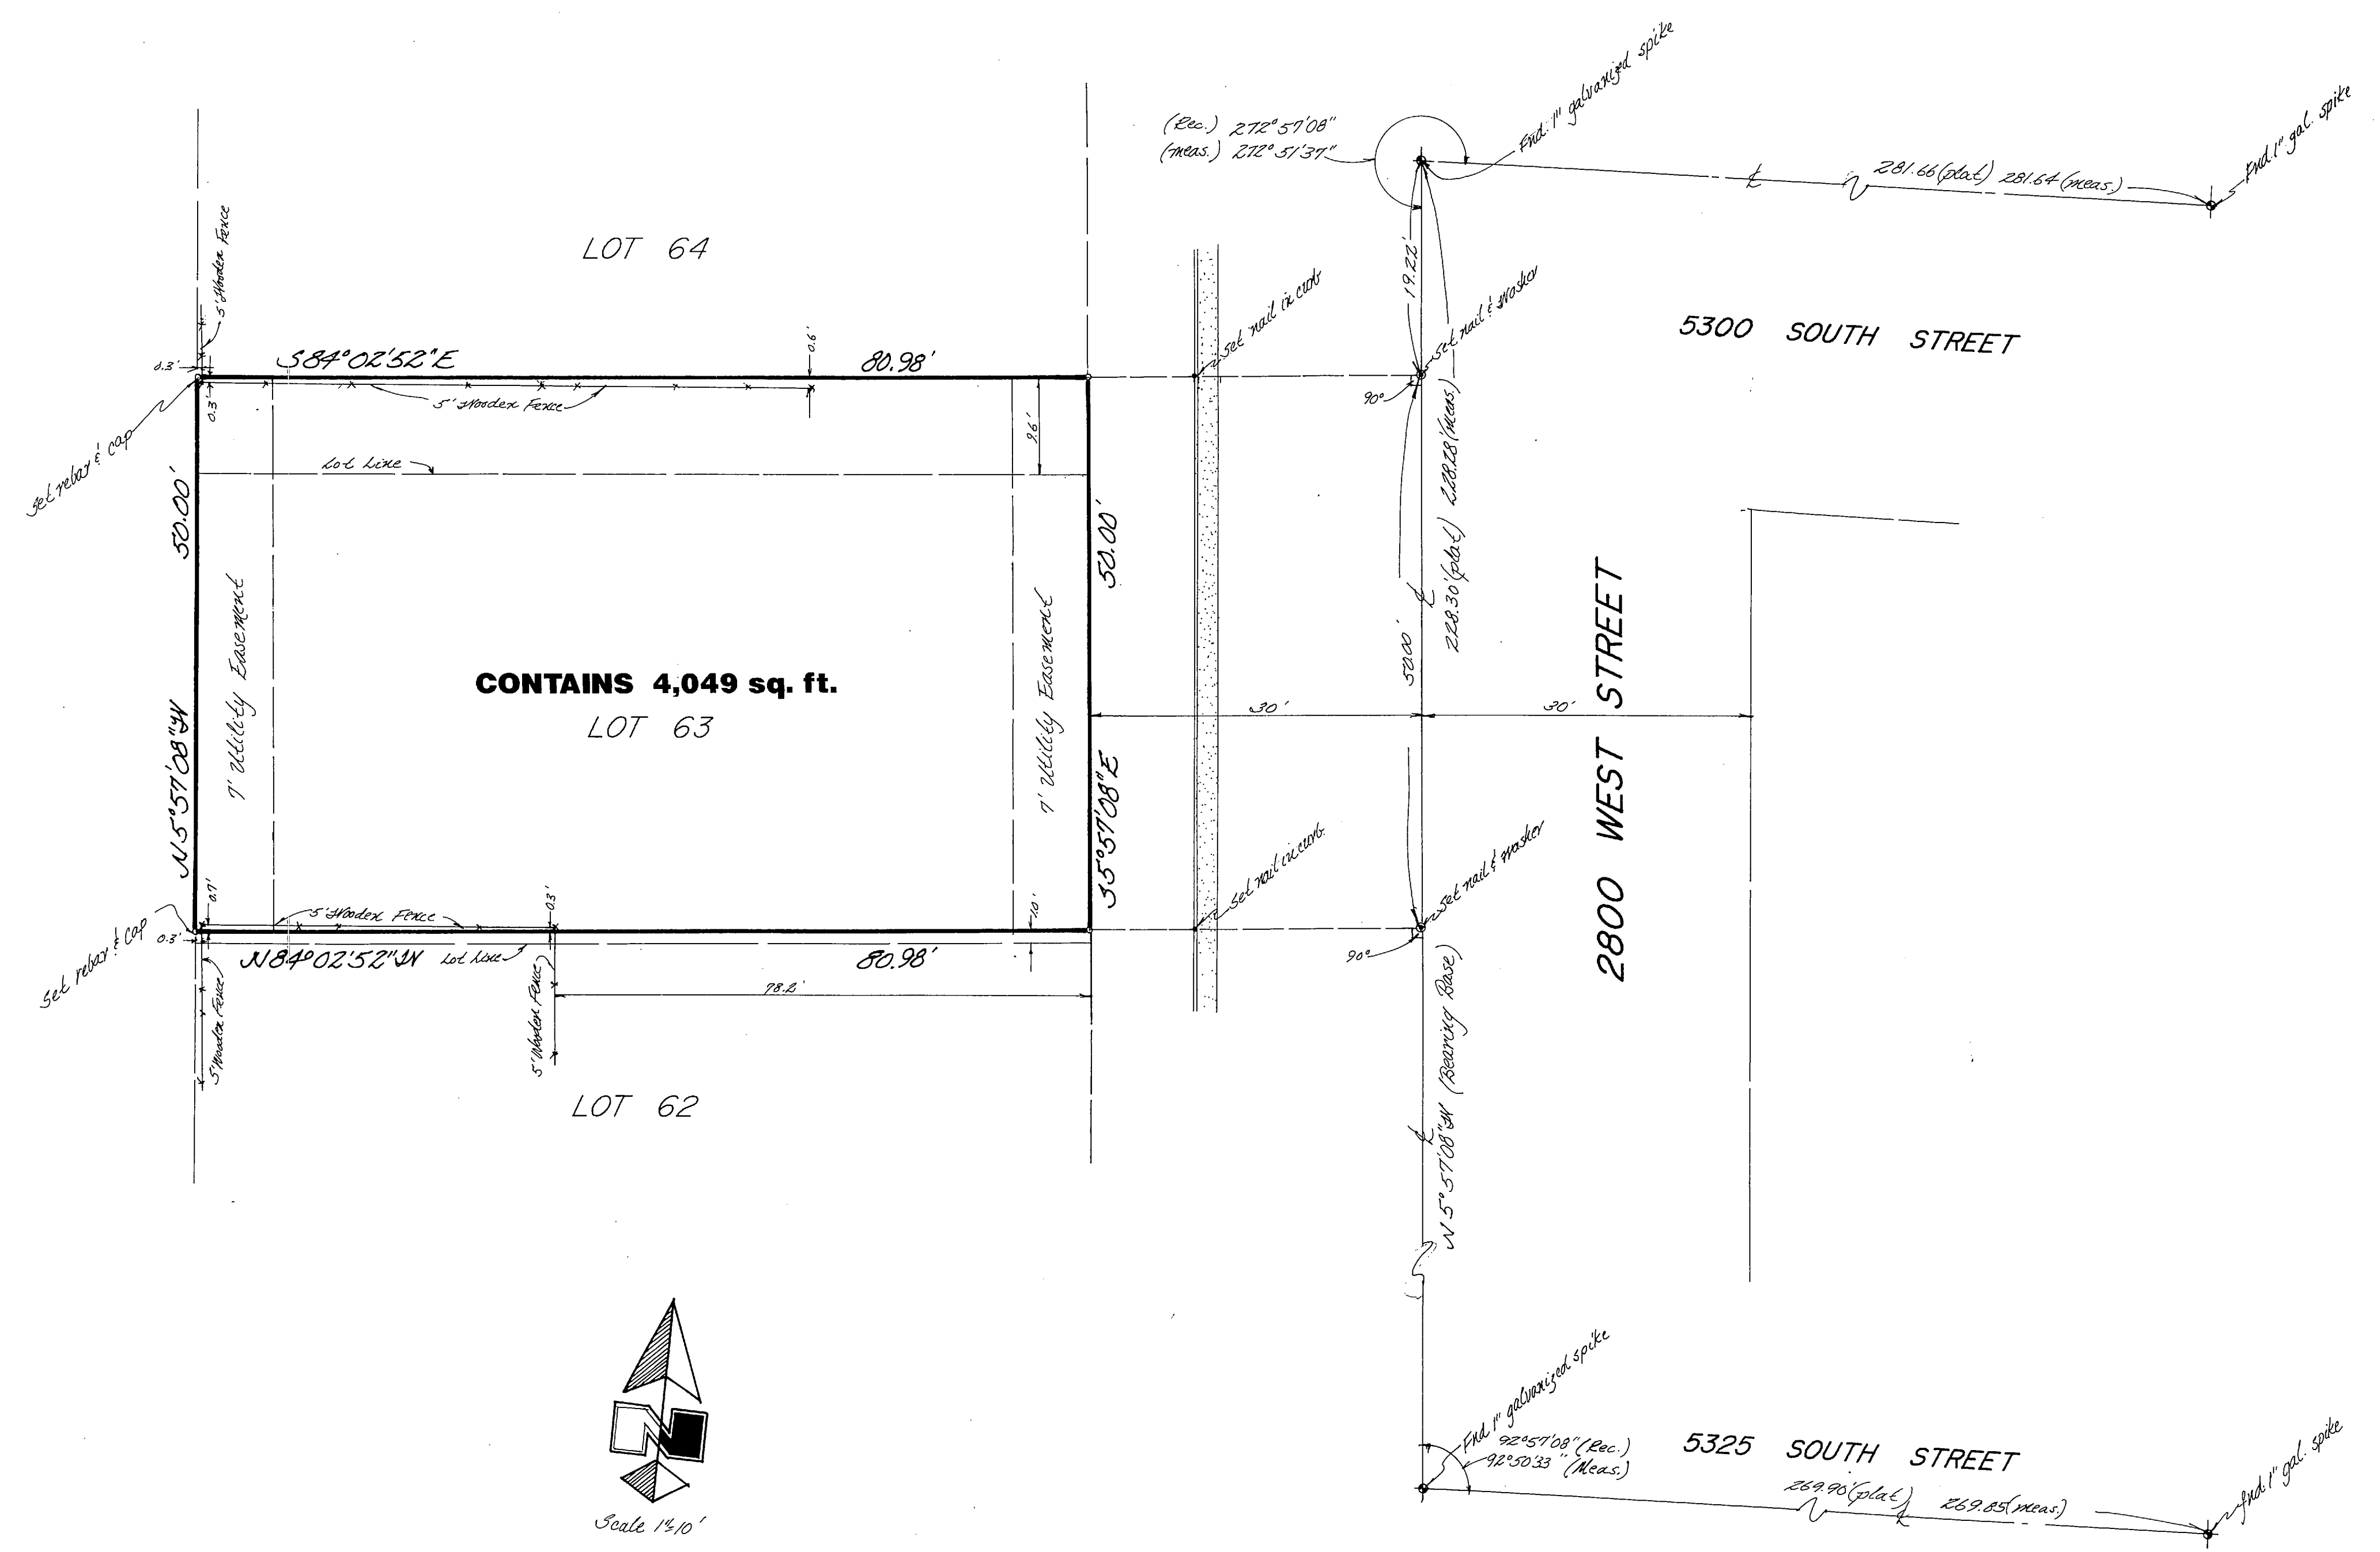 (Rec.) 272°57'08"
(meas.) 272°51'37"
Fnd. 1" galvanized spike
281.66 (plat) 281.64 (meas.)
Fnd. 1" gal. spike
5' Wooden Fence
LOT 64
19.22'
set nail in curb
set nail & washer
5300 SOUTH STREET
0.3'
S84°02'52"E
0.6'
80.98'
0.3'
5' Wooden Fence
90°
set rebar & cap
Lot Line
9.6'
50.00'
50.00'
228.30' (plat) 228.28 (meas.)
7' Utility Easement
7' Utility Easement
50.00'
CONTAINS 4,049 sq. ft.
LOT 63
30'
30'
2800 WEST STREET
N5°57'08"W
S5°57'08"E
0.7'
5' Wooden Fence
0.3'
1.0'
set nail in curb
set nail & washer
set rebar & cap
0.3'
N84°02'52"W
Lot Line
80.98'
90°
5' Wooden Fence
5' Wooden Fence
N 5°57'08"W (Bearing Base)
LOT 62
Fnd 1" galvanized spike
92°57'08" (Rec.)
92°50'33" (Meas.)
5325 SOUTH STREET
269.90' (plat) 269.85 (meas)
fnd. 1" gal. spike
Scale 1"=10'